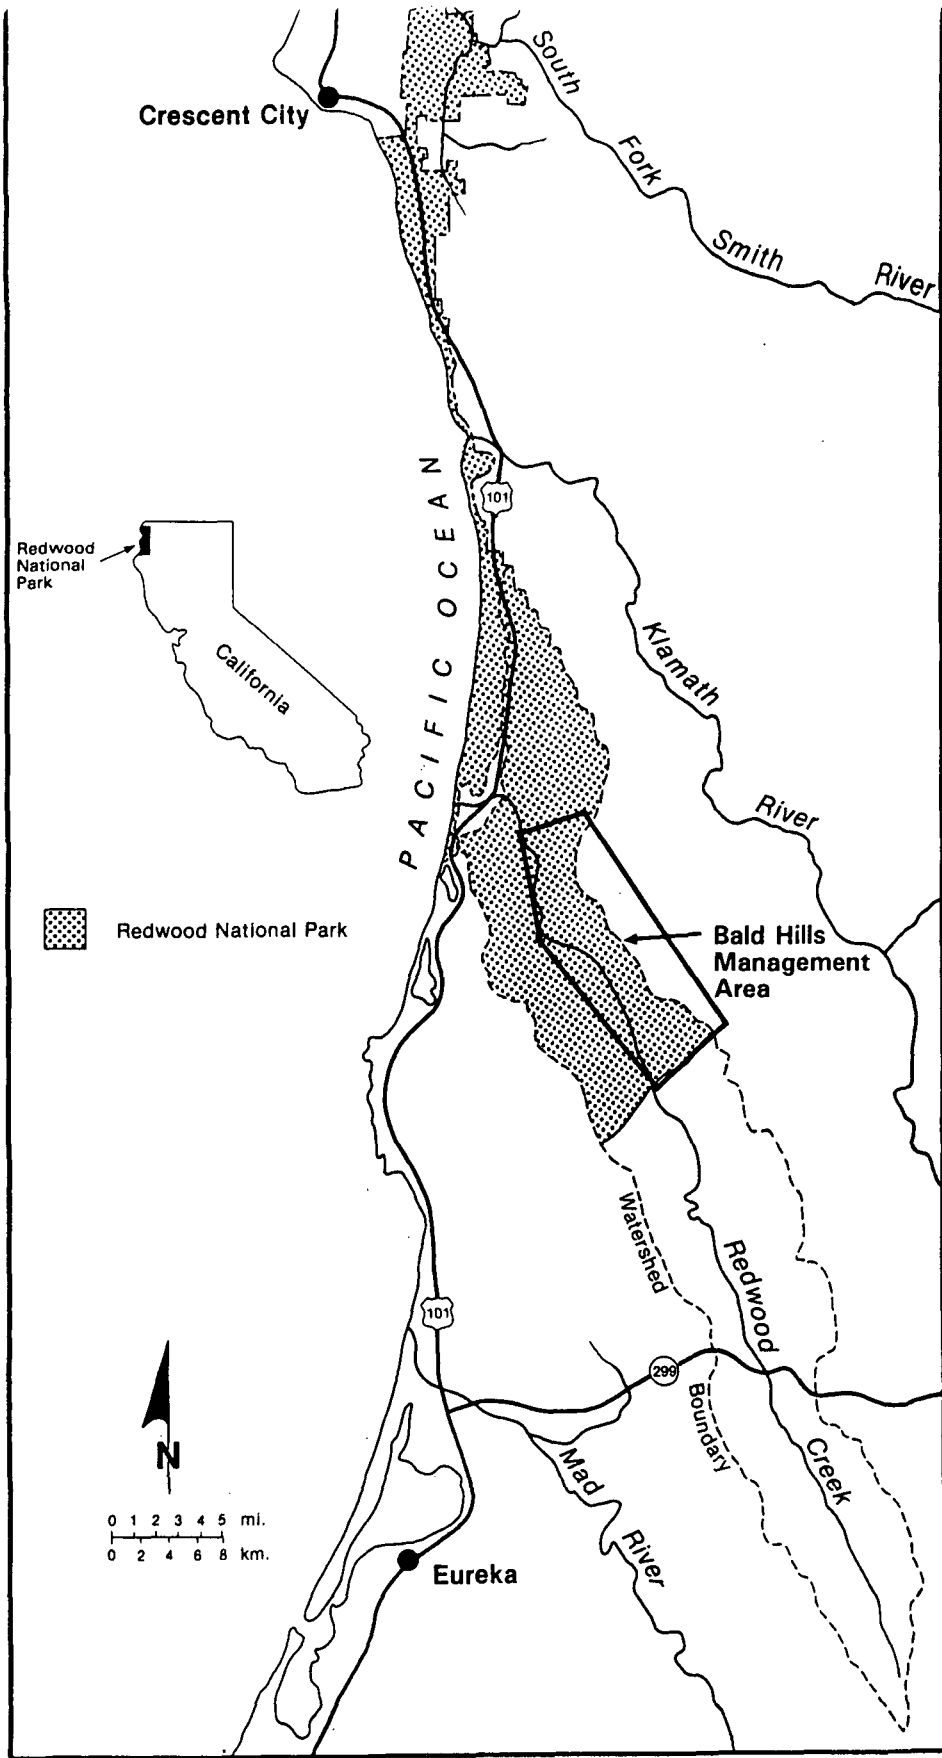 South
Fork
Smith
River
Crescent City
PACIFIC OCEAN
101
Redwood
National
Park
California
Klamath
River
Redwood National Park
Bald Hills
Management
Area
Watershed
Boundary
Redwood
Creek
101
299
N
0 1 2 3 4 5 mi.
0 2 4 6 8 km.
Mad
River
Eureka